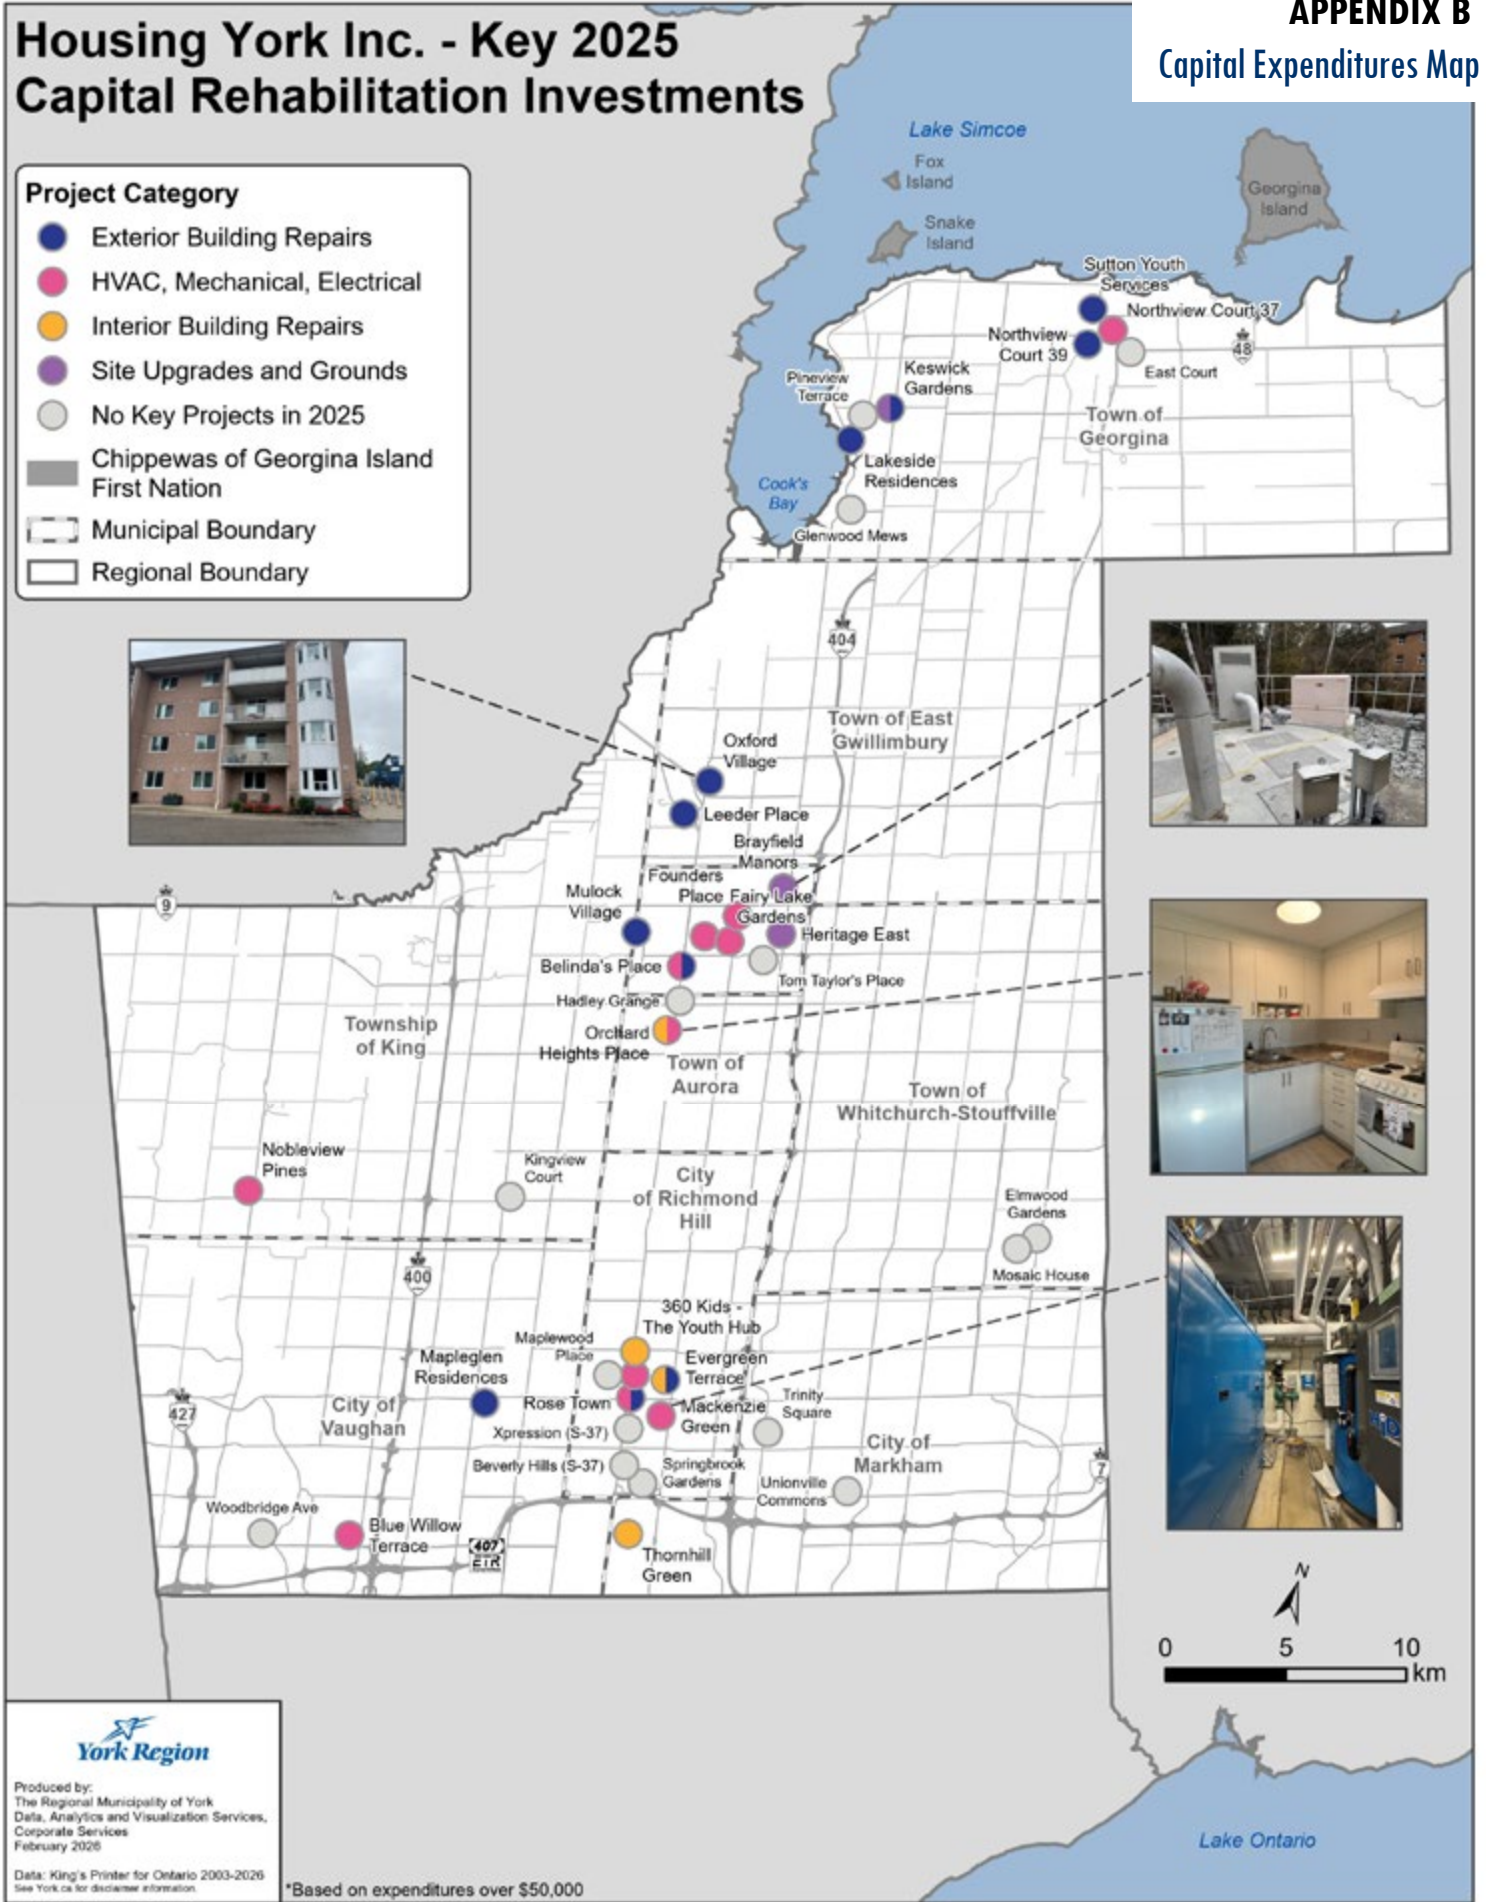 APPENDIX B
Capital Expenditures Map
Housing York Inc. - Key 2025
Capital Rehabilitation Investments
Project Category
Exterior Building Repairs
HVAC, Mechanical, Electrical
Interior Building Repairs
Site Upgrades and Grounds
No Key Projects in 2025
Chippewas of Georgina Island
First Nation
Municipal Boundary
Regional Boundary
Lake Simcoe
Fox
Island
Snake
Island
Georgina
Island
Sutton Youth
Services
Northview Court 37
Northview
Court 39
48
East Court
Keswick
Gardens
Pineview
Terrace
Town of
Georgina
Lakeside
Residences
Cook's
Bay
Glenwood Mews
404
Town of East
Gwillimbury
Oxford
Village
Leeder Place
Brayfield
Manors
Founders
Place
Fairy Lake
Gardens
Mulock
Village
9
Heritage East
Belinda's Place
Tom Taylor's Place
Hadley Grange
Orchard
Heights Place
Township
of King
Town of
Aurora
Town of
Whitchurch-Stouffville
Nobleview
Pines
Kingview
Court
City
of Richmond
Hill
Elmwood
Gardens
Mosaic House
400
360 Kids -
The Youth Hub
Maplewood
Place
Mapleglen
Residences
Evergreen
Terrace
Rose Town
Mackenzie
Green
Trinity
Square
427
City of
Vaughan
Xpression (S-37)
City of
Markham
7
Beverly Hills (S-37)
Springbrook
Gardens
Unionville
Commons
Woodbridge Ave
Blue Willow
Terrace
407
ETR
Thornhill
Green
N
0 5 10
km
York Region
Produced by:
The Regional Municipality of York
Data, Analytics and Visualization Services,
Corporate Services
February 2026
Data: King's Printer for Ontario 2003-2026
See York.ca for disclaimer information.
*Based on expenditures over $50,000
Lake Ontario